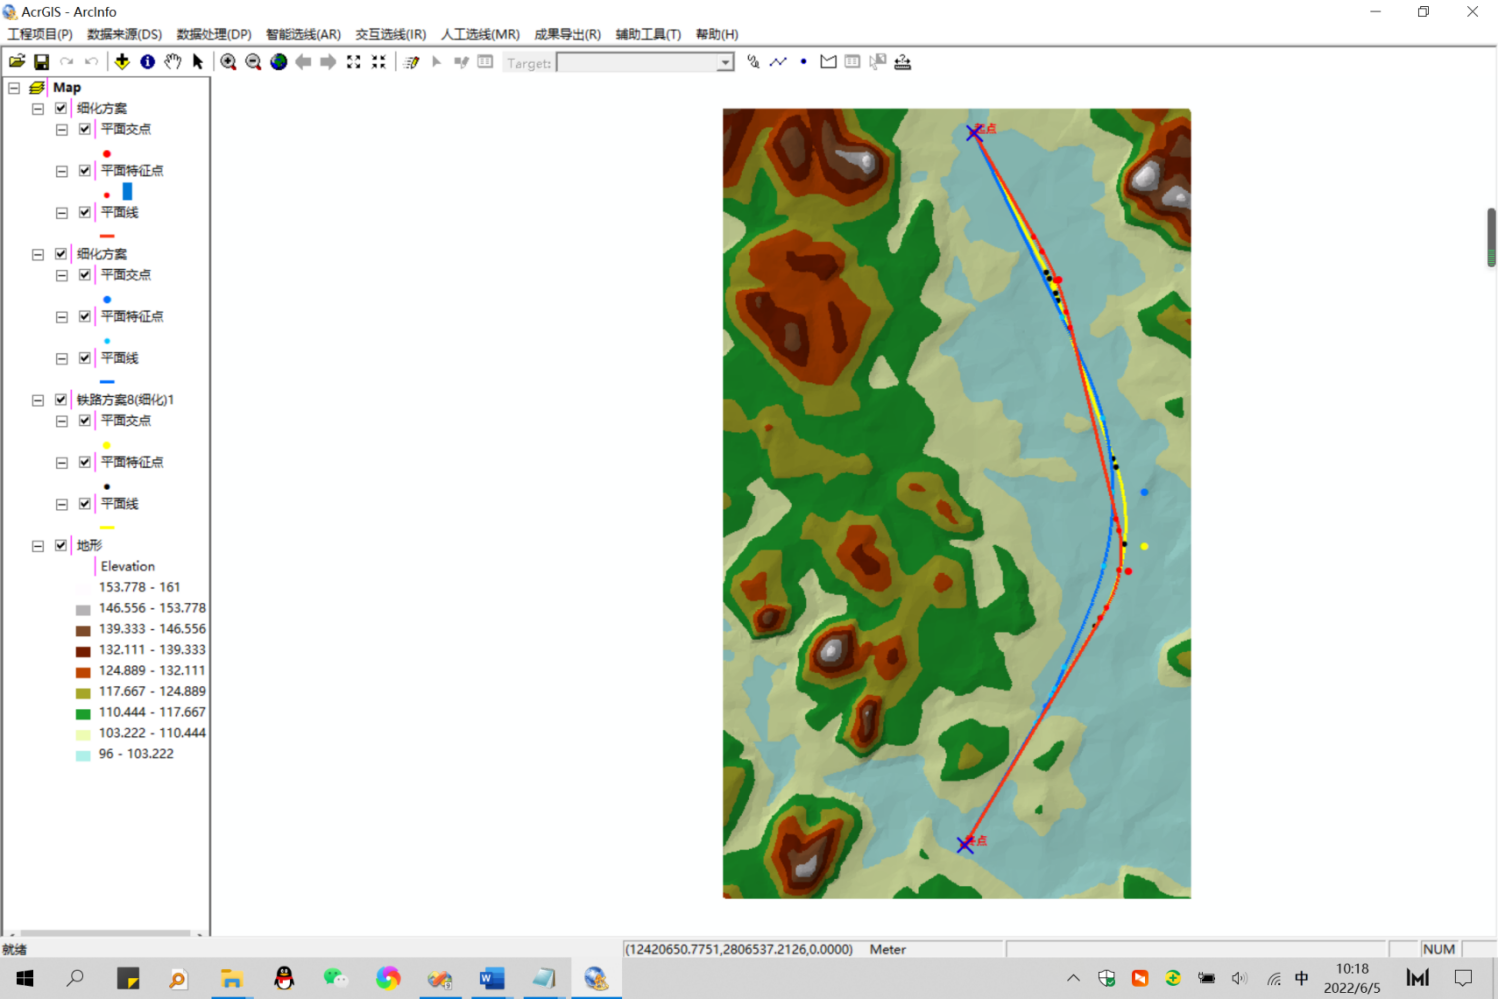 AcrGIS - ArcInfo
工程项目(P) 数据来源(DS) 数据处理(DP) 智能选线(AR) 交互选线(IR) 人工选线(MR) 成果导出(R) 辅助工具(T) 帮助(H)
Target:
Map
细化方案
平面交点
平面特征点
平面线
细化方案
平面交点
平面特征点
平面线
铁路方案8(细化)1
平面交点
平面特征点
平面线
地形
Elevation
153.778 - 161
146.556 - 153.778
139.333 - 146.556
132.111 - 139.333
124.889 - 132.111
117.667 - 124.889
110.444 - 117.667
103.222 - 110.444
96 - 103.222
起点
终点
就绪
(12420650.7751,2806537.2126,0.0000) Meter
NUM
中
10:18
2022/6/5